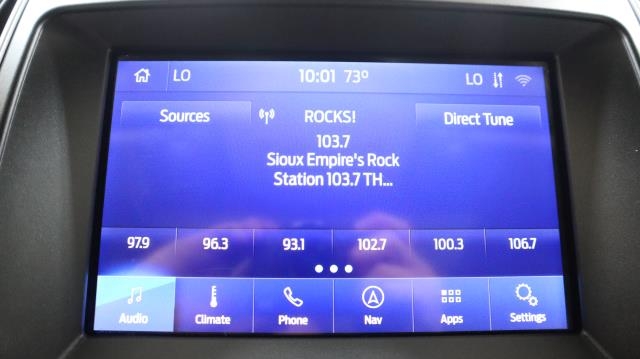 LO 10:01 73° LO
Sources ROCKS! Direct Tune
103.7
Sioux Empire's Rock
Station 103.7 TH...
97.9 96.3 93.1 102.7 100.3 106.7
Audio Climate Phone Nav Apps Settings